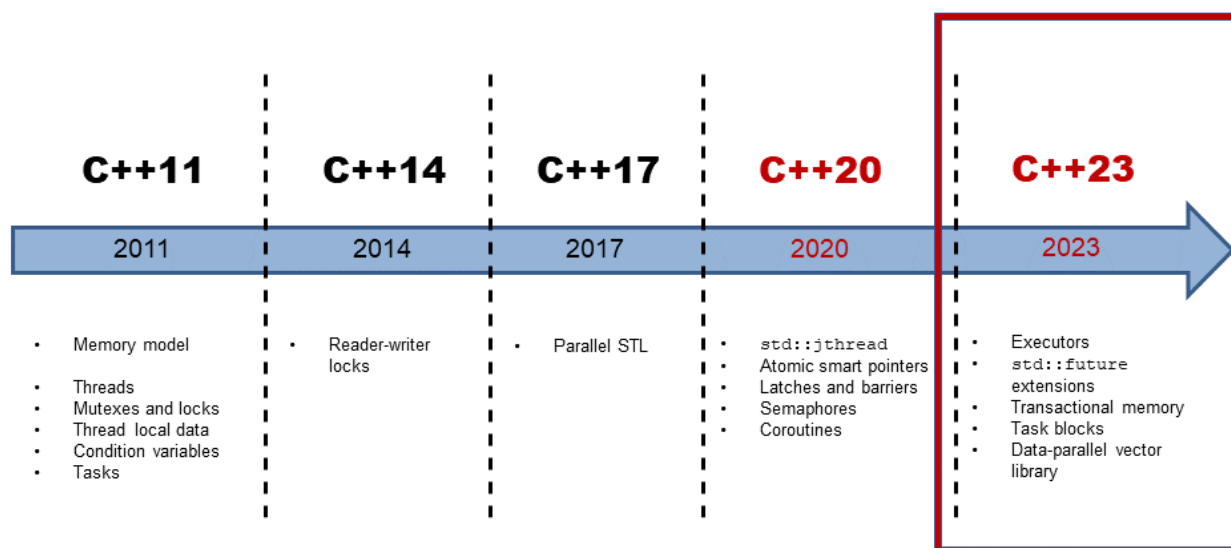 C++11
C++14
C++17
C++20
C++23
2011
2014
2017
2020
2023
• Memory model
• Threads
• Mutexes and locks
• Thread local data
• Condition variables
• Tasks
• Reader-writer
locks
• Parallel STL
• std::jthread
• Atomic smart pointers
• Latches and barriers
• Semaphores
• Coroutines
• Executors
• std::future
extensions
• Transactional memory
• Task blocks
• Data-parallel vector
library